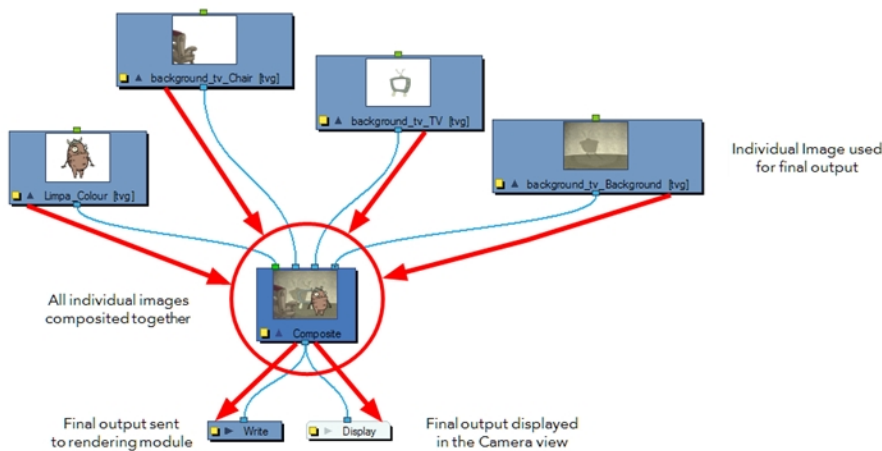 background_tv_Chair [tvg]
background_tv_TV [tvg]
Limpa_Colour [tvg]
background_tv_Background [tvg]
Individual Image used
for final output
All individual images
composited together
Composite
Final output sent
to rendering module
Write
Display
Final output displayed
in the Camera view